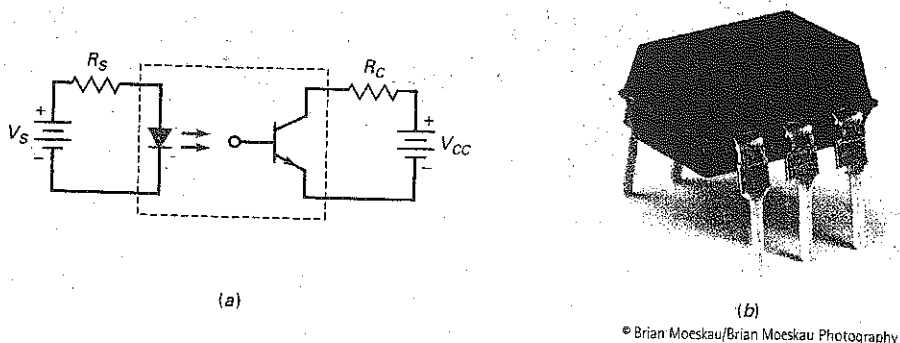 R_S
R_C
+
V_S
−
+
V_CC
−
(a)
(b)
© Brian Moeskau/Brian Moeskau Photography